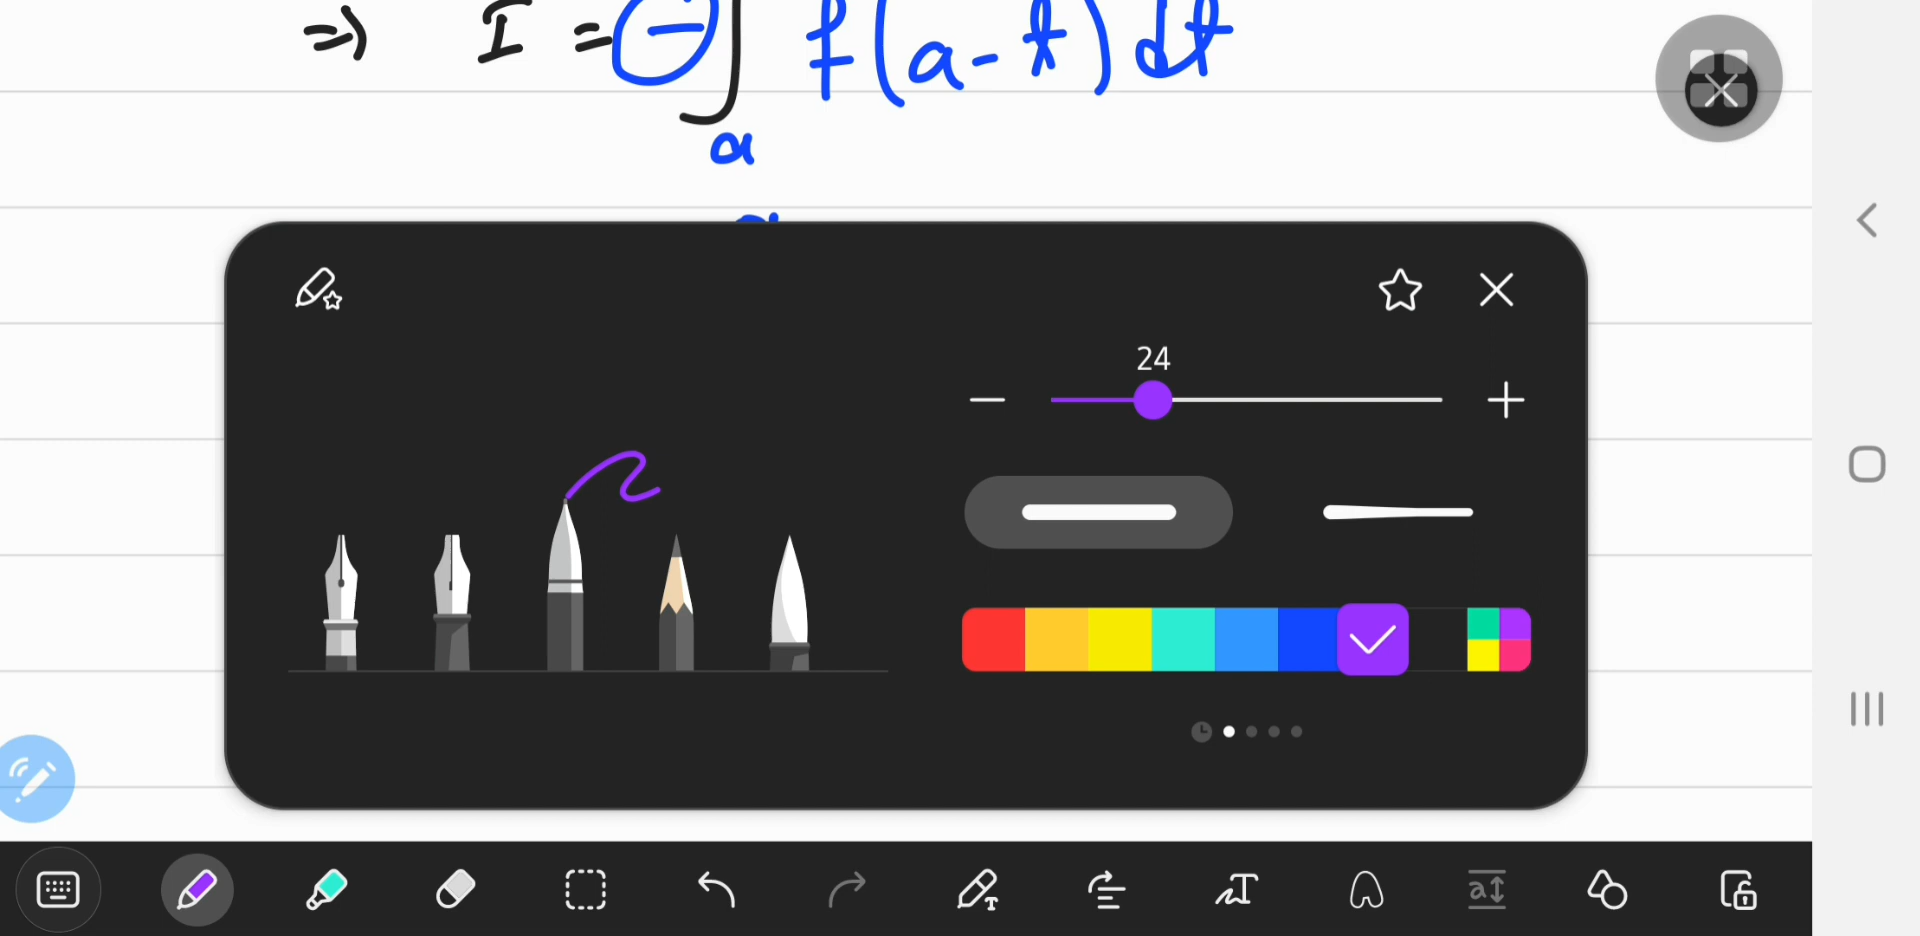 ⇒ I = -∫ f(a-t) dt
a
24